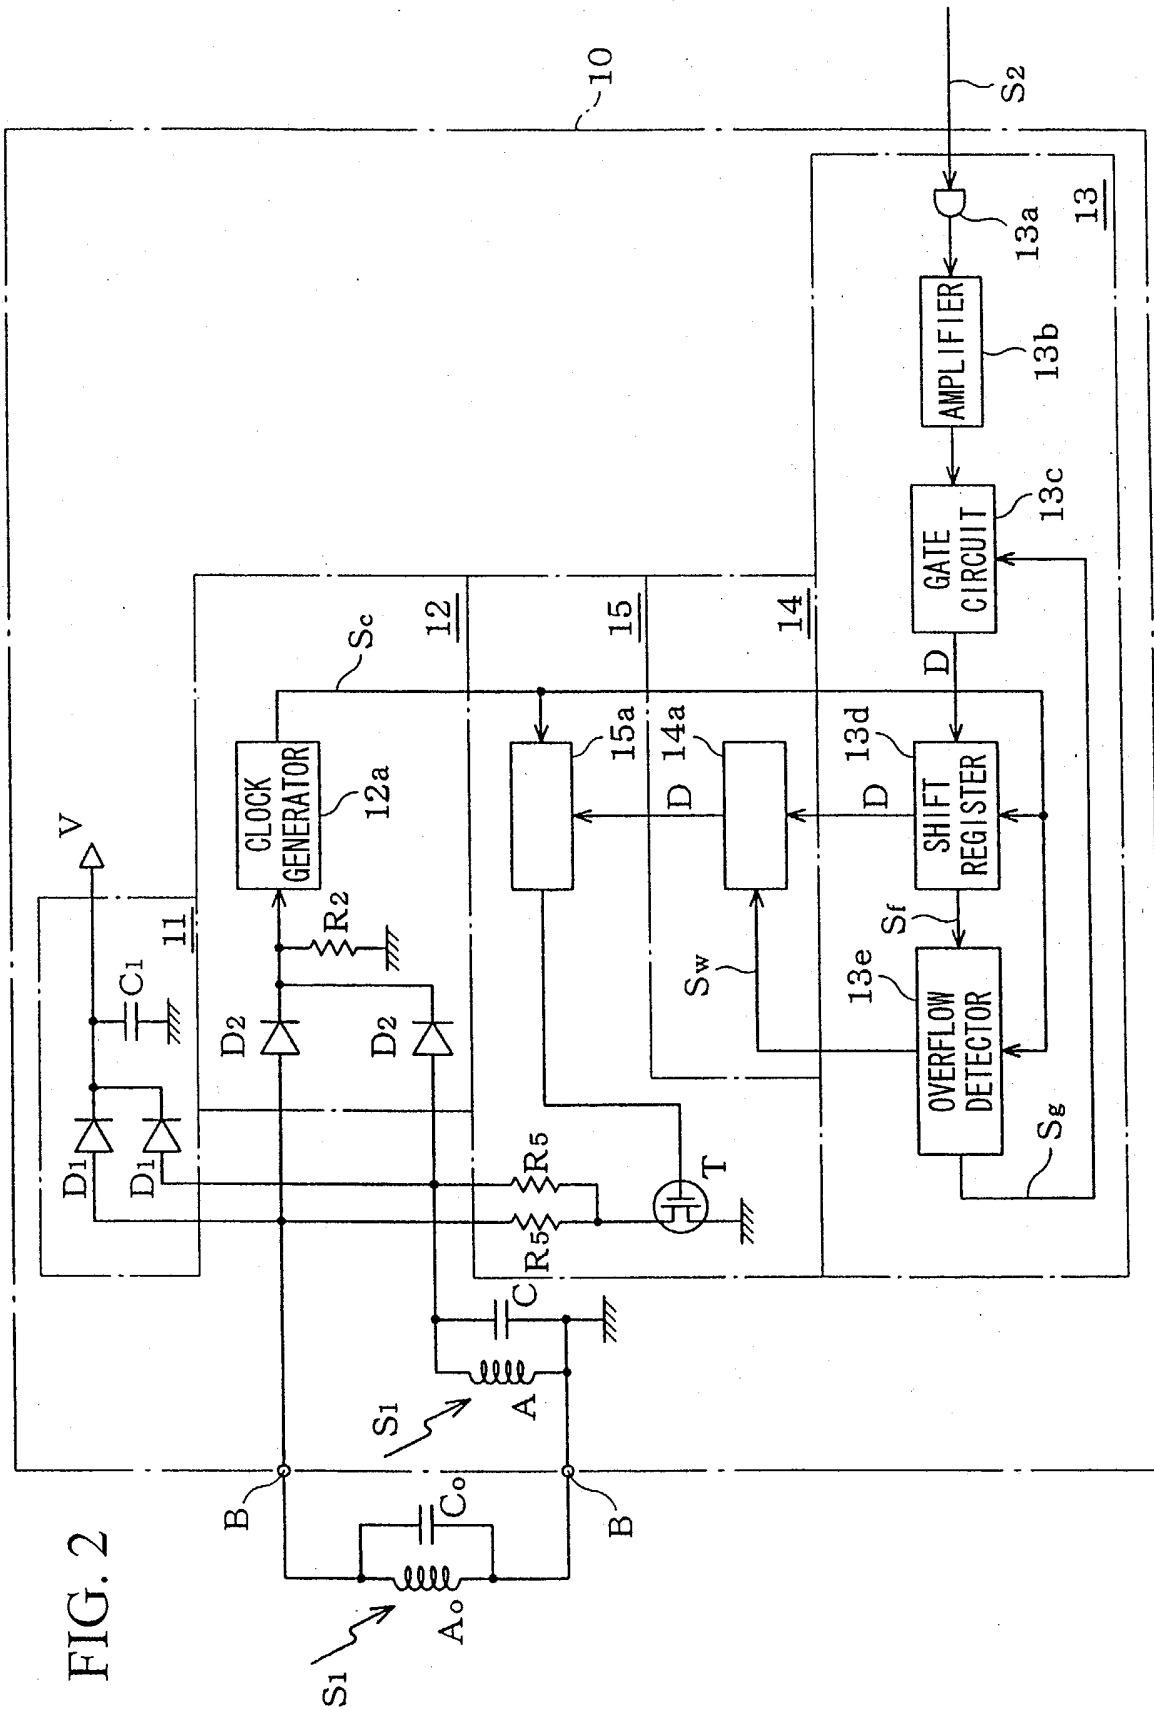 FIG. 2
10
V
11
C1
D1
D1
D2
D2
R2
CLOCK
GENERATOR
12a
Sc
12
15
14
13
15a
14a
D
D
D
Sw
R5
R5
T
C
A
S1
B
B
Co
Ao
S1
S2
13a
AMPLIFIER
13b
GATE
CIRCUIT
13c
SHIFT
REGISTER
13d
Sf
OVERFLOW
DETECTOR
13e
Sg